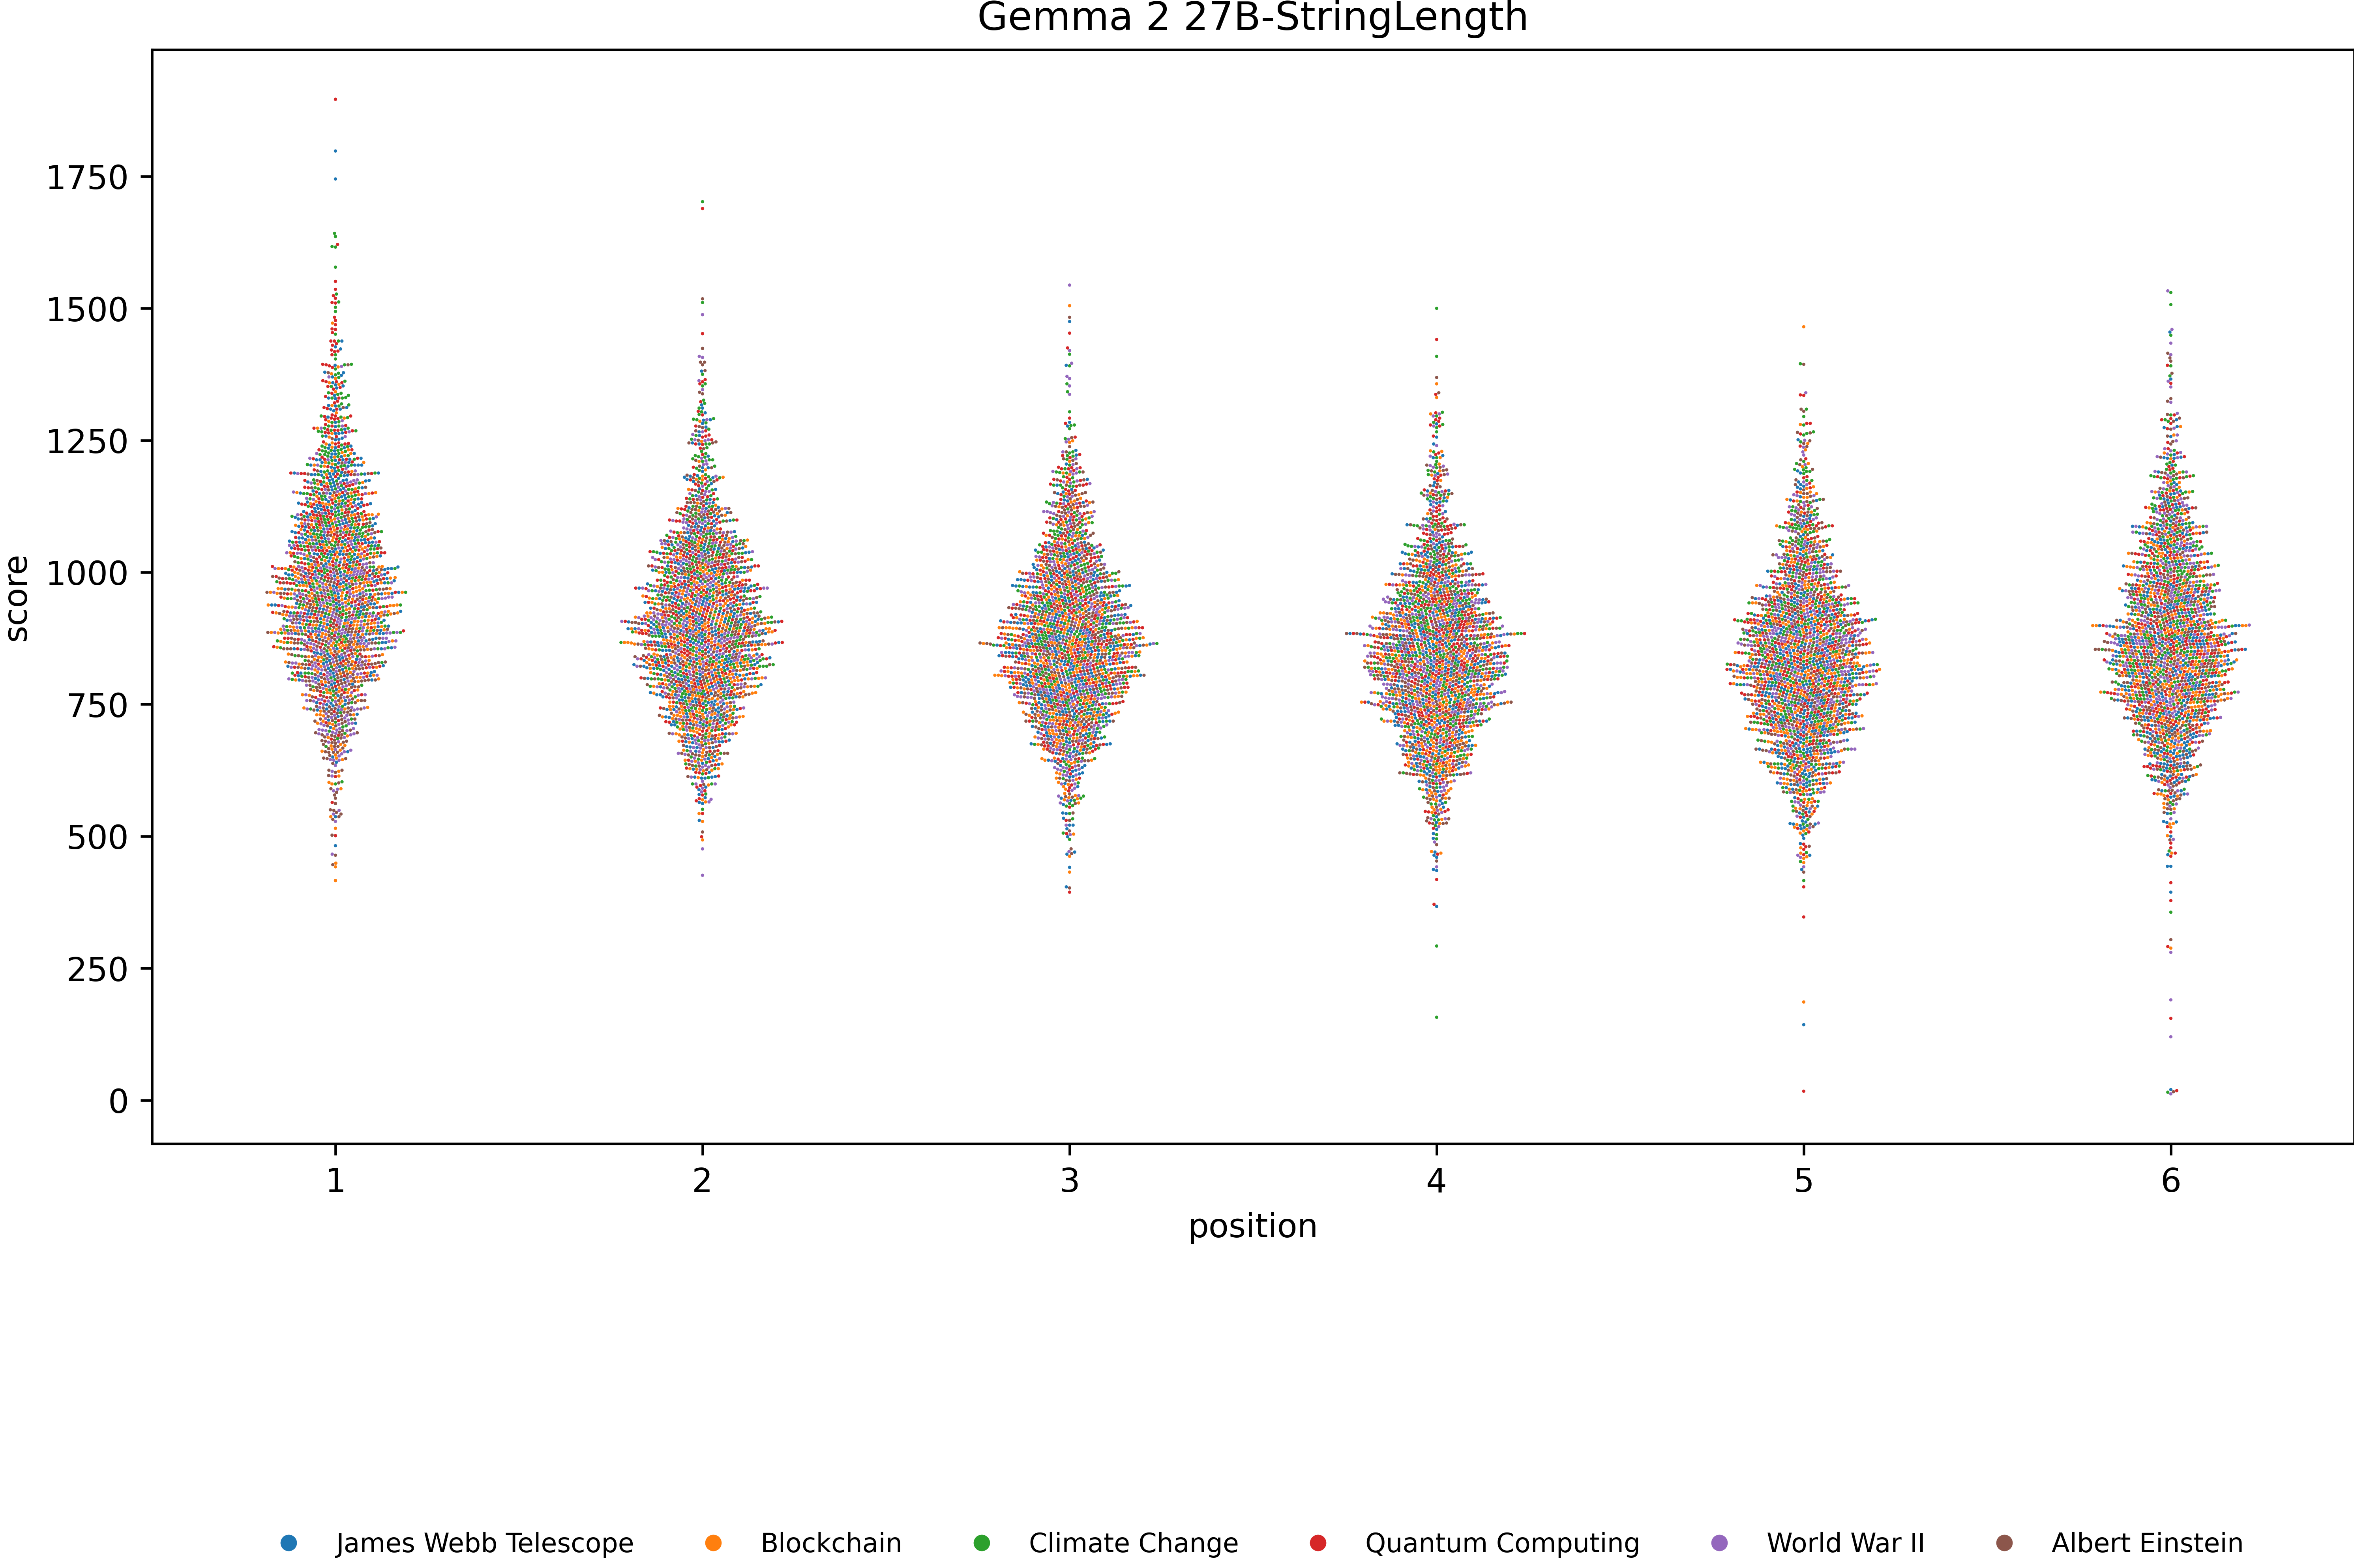 Gemma 2 27B-StringLength
score
1750
1500
1250
1000
750
500
250
0
1 2 3 4 5 6
position
James Webb Telescope Blockchain Climate Change Quantum Computing World War II Albert Einstein